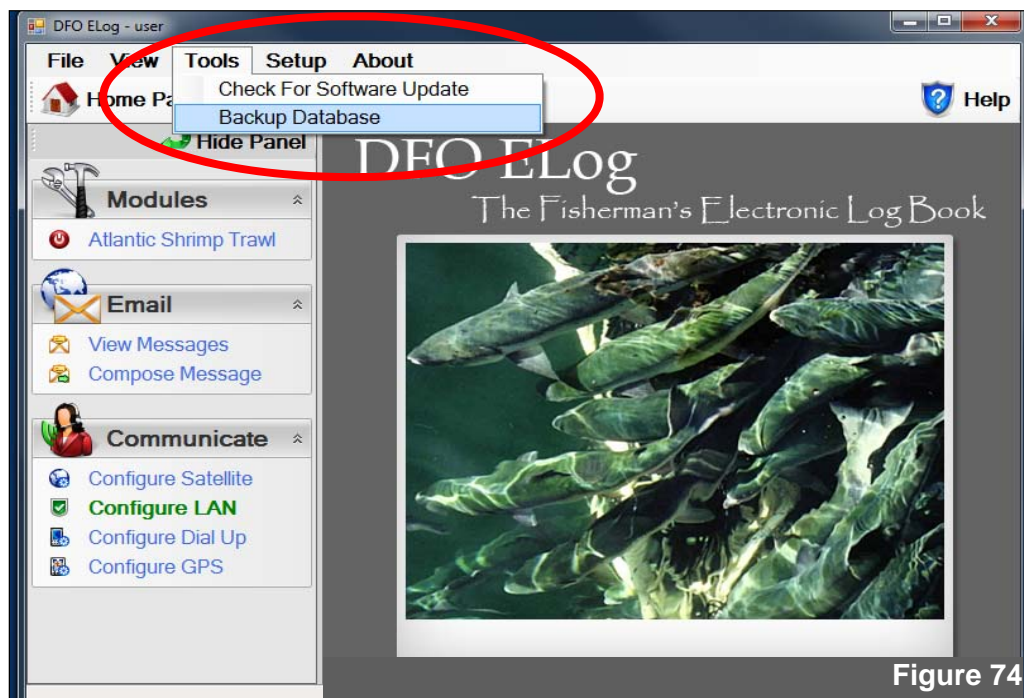 DFO ELog - user
File View Tools Setup About
Check For Software Update
Home Pa
Help
Backup Database
Hide Panel
DFO ELog
The Fisherman's Electronic Log Book
Modules
Atlantic Shrimp Trawl
Email
View Messages
Compose Message
Communicate
Configure Satellite
Configure LAN
Configure Dial Up
Configure GPS
Figure 74